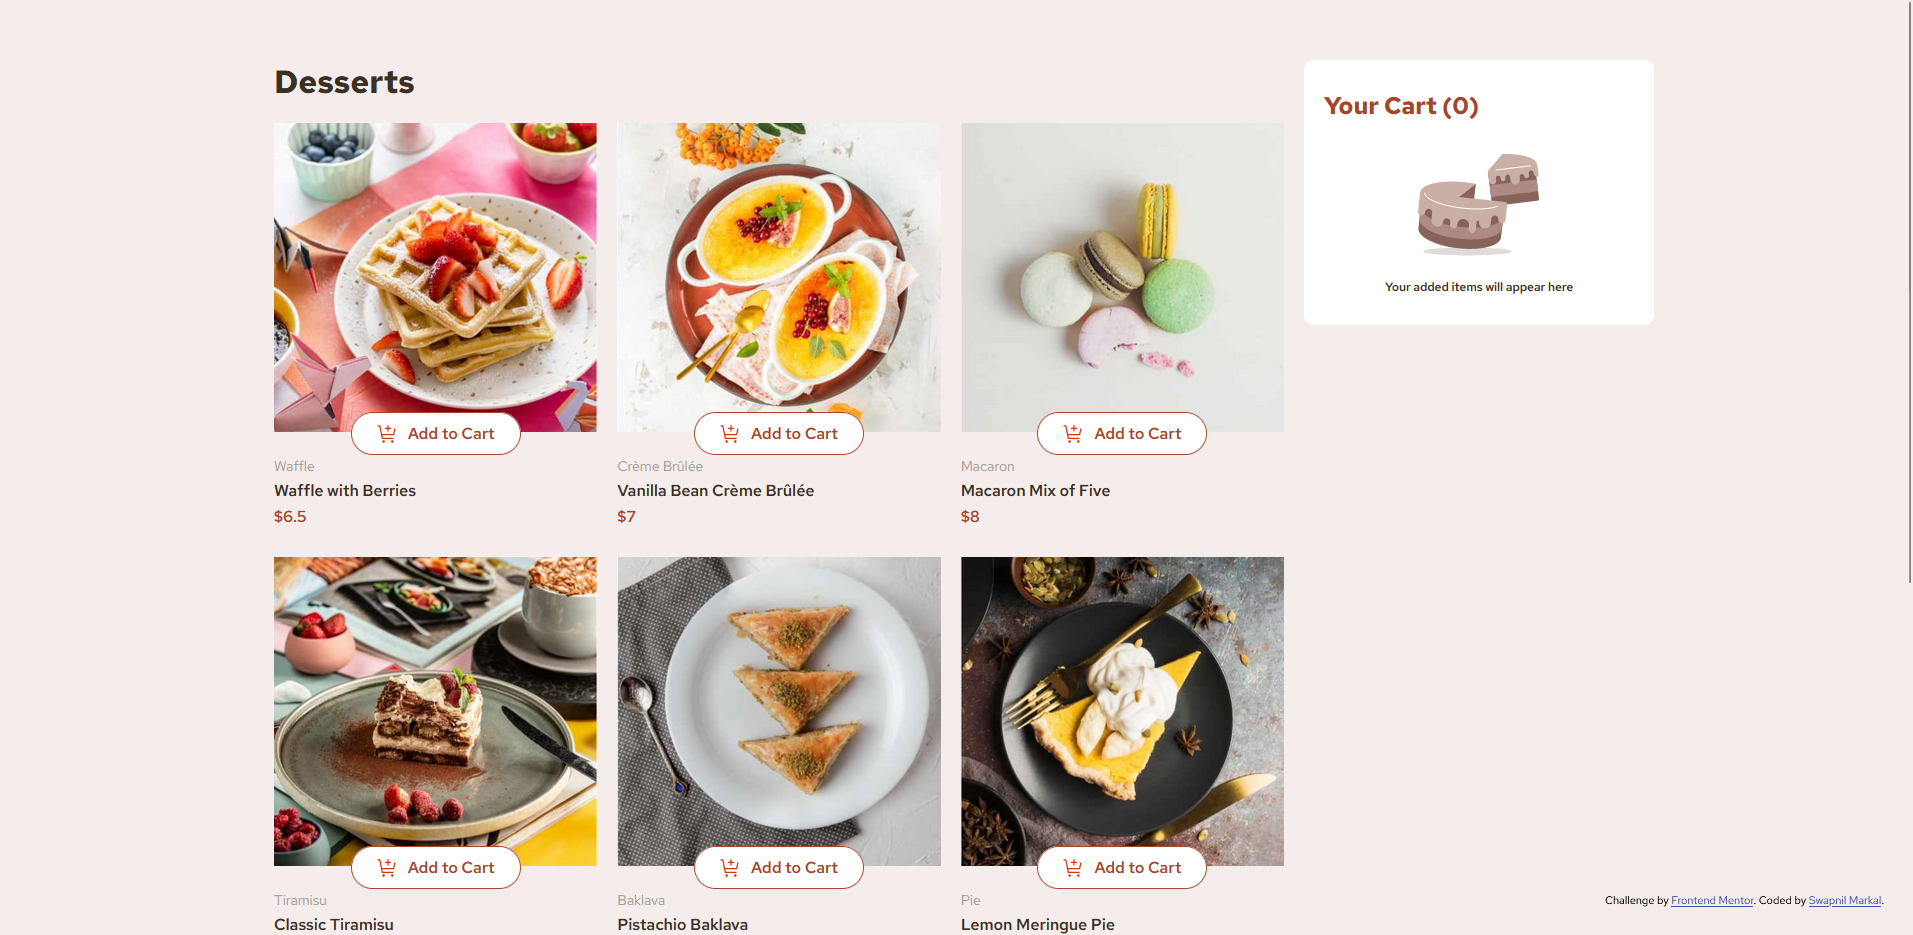 Desserts
Your Cart (0)
Your added items will appear here
Add to Cart
Add to Cart
Add to Cart
Waffle
Waffle with Berries
$6.5
Crème Brûlée
Vanilla Bean Crème Brûlée
$7
Macaron
Macaron Mix of Five
$8
Add to Cart
Add to Cart
Add to Cart
Tiramisu
Classic Tiramisu
Baklava
Pistachio Baklava
Pie
Lemon Meringue Pie
Challenge by Frontend Mentor. Coded by Swapnil Markal.